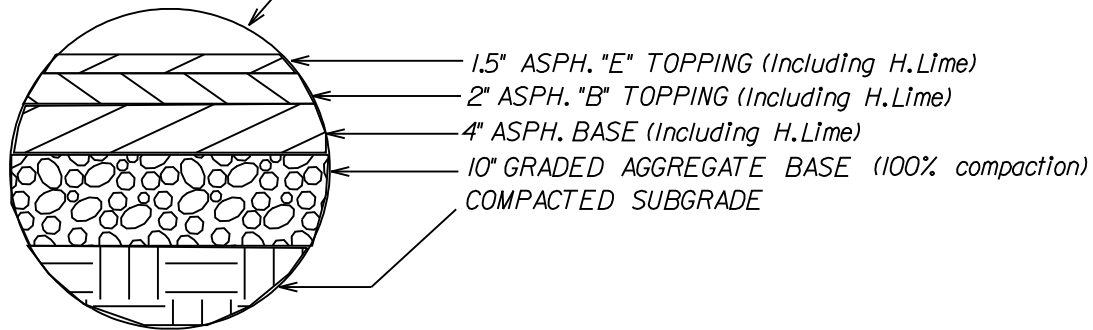 1.5" ASPH. "E" TOPPING (Including H.Lime)
2" ASPH. "B" TOPPING (Including H.Lime)
4" ASPH. BASE (Including H.Lime)
10" GRADED AGGREGATE BASE (100% compaction)
COMPACTED SUBGRADE